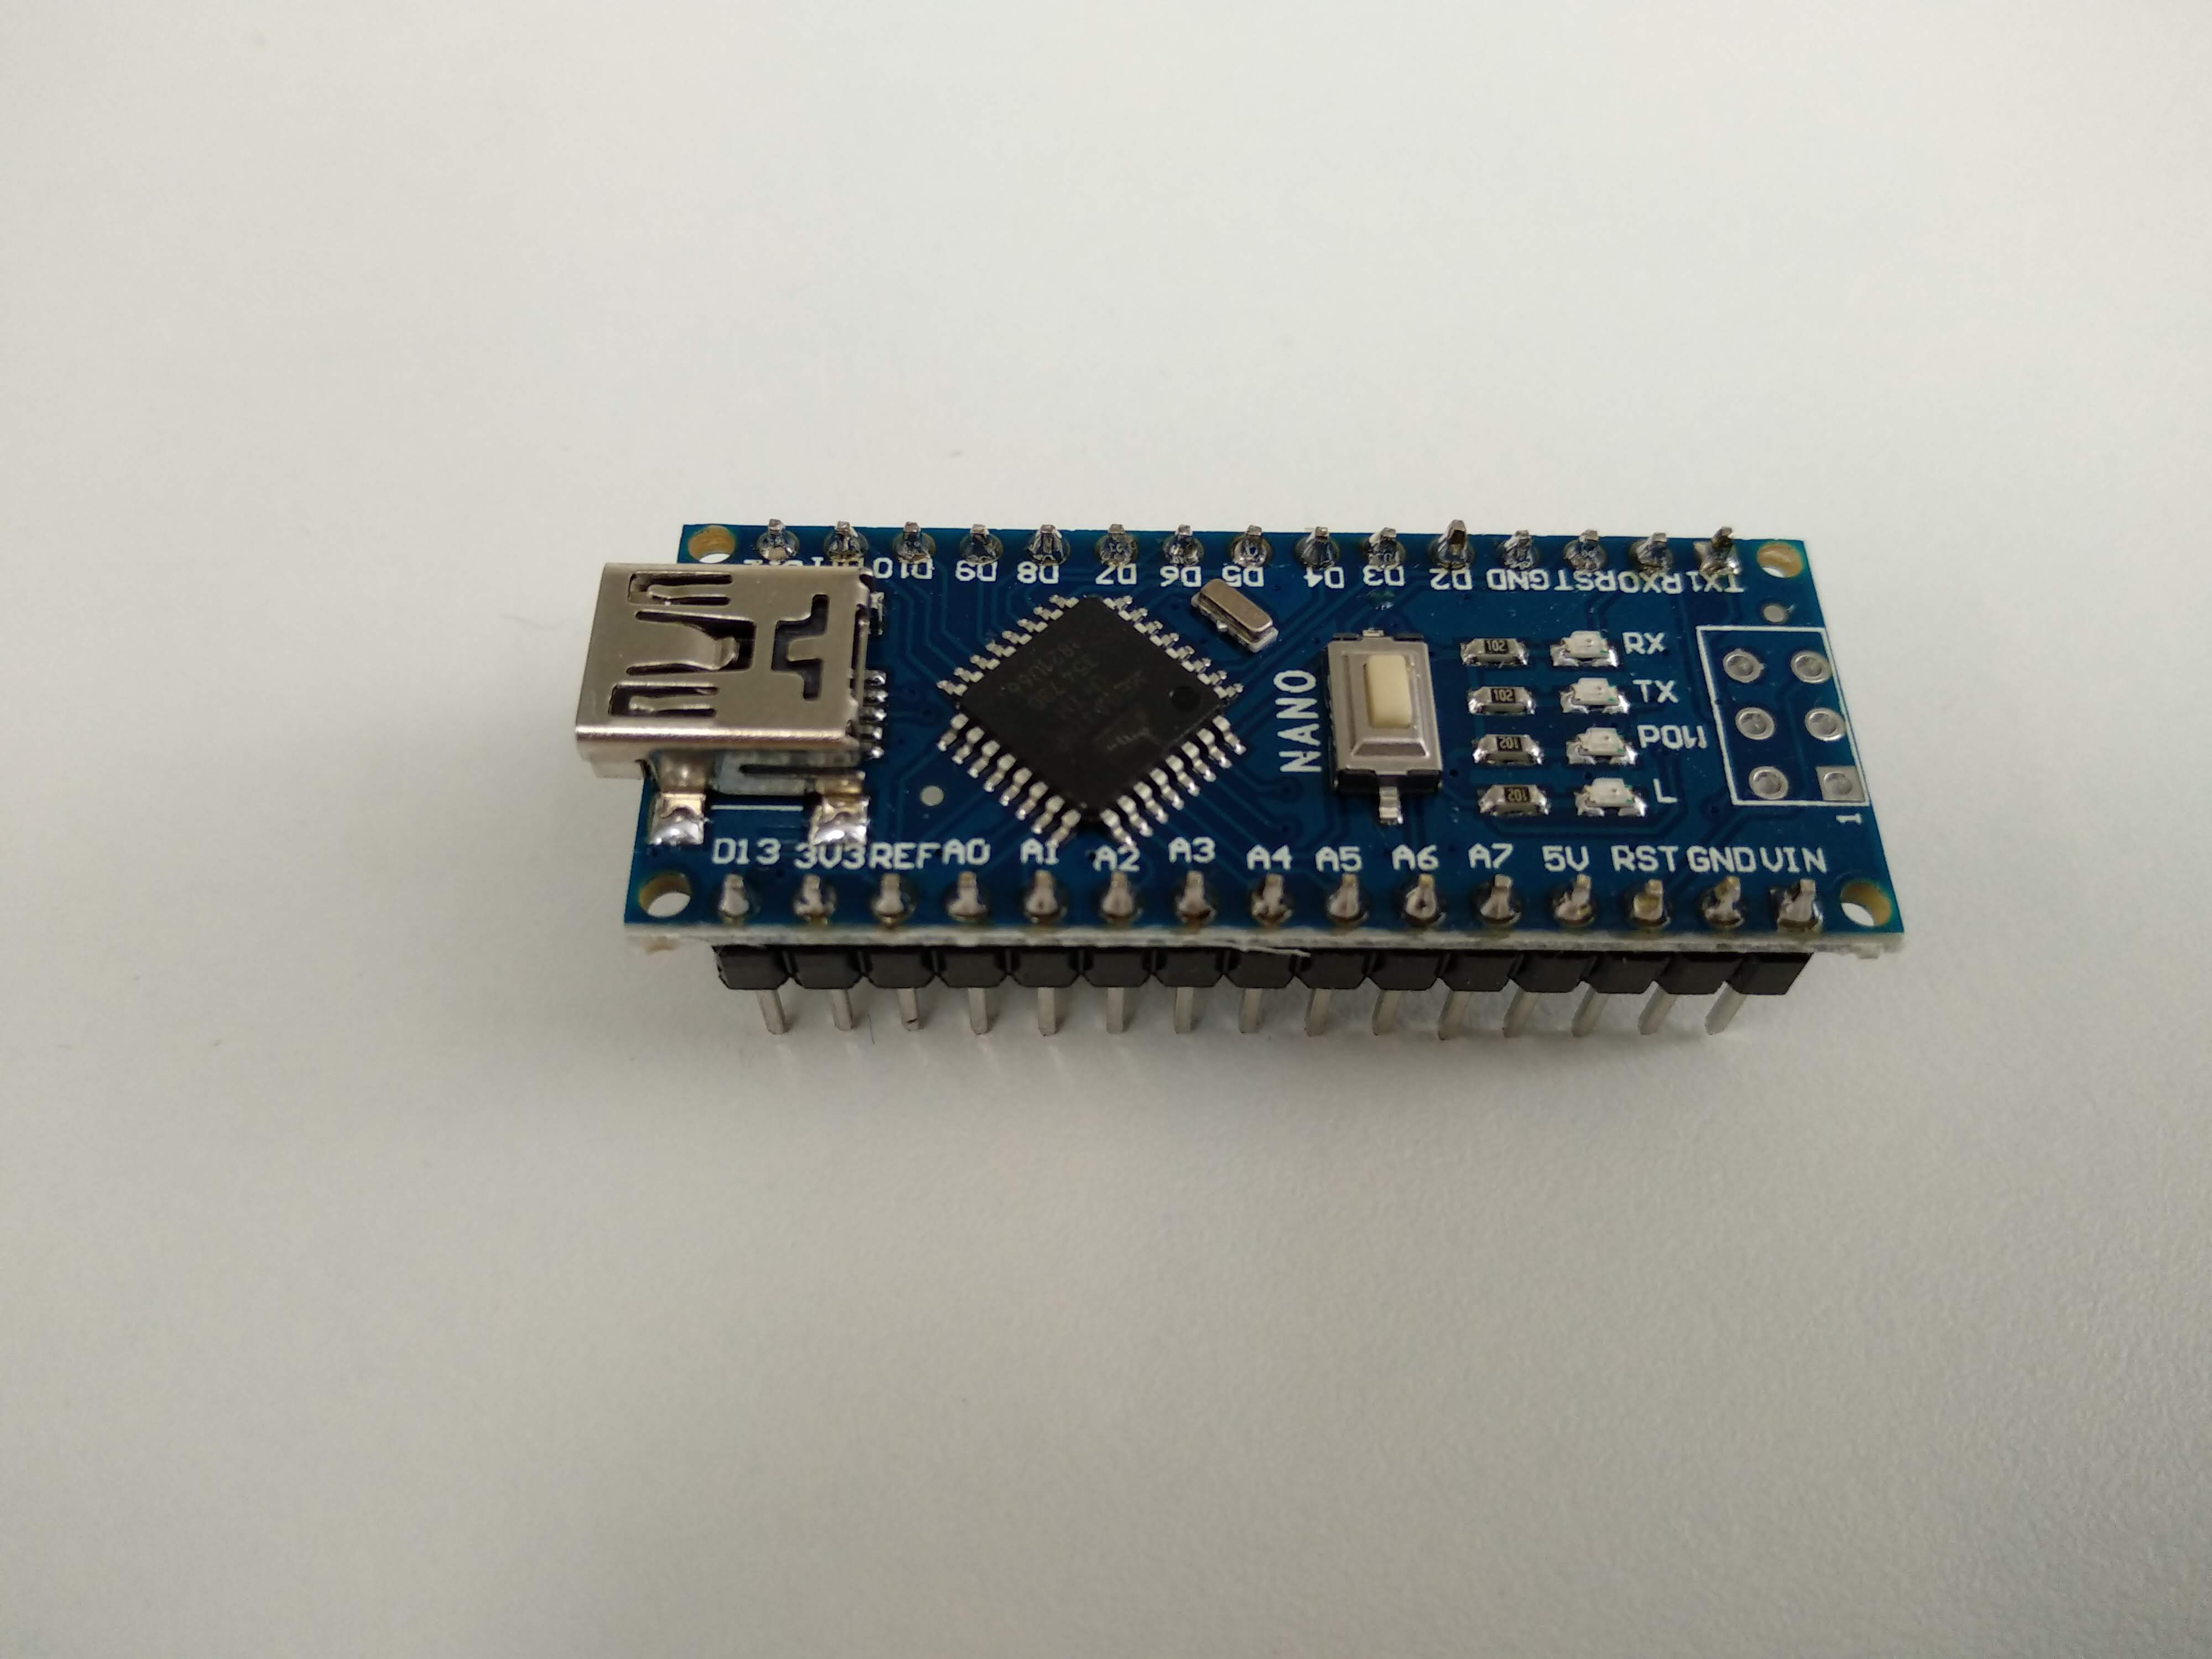 D10 D9 D8 D7 D6 D5 D4 D3 D2 GND RST RX0 TX1
NANO
102 RX
102 TX
102 POW
102 L
1
D13 3V3 REF A0 A1 A2 A3 A4 A5 A6 A7 5V RST GND VIN